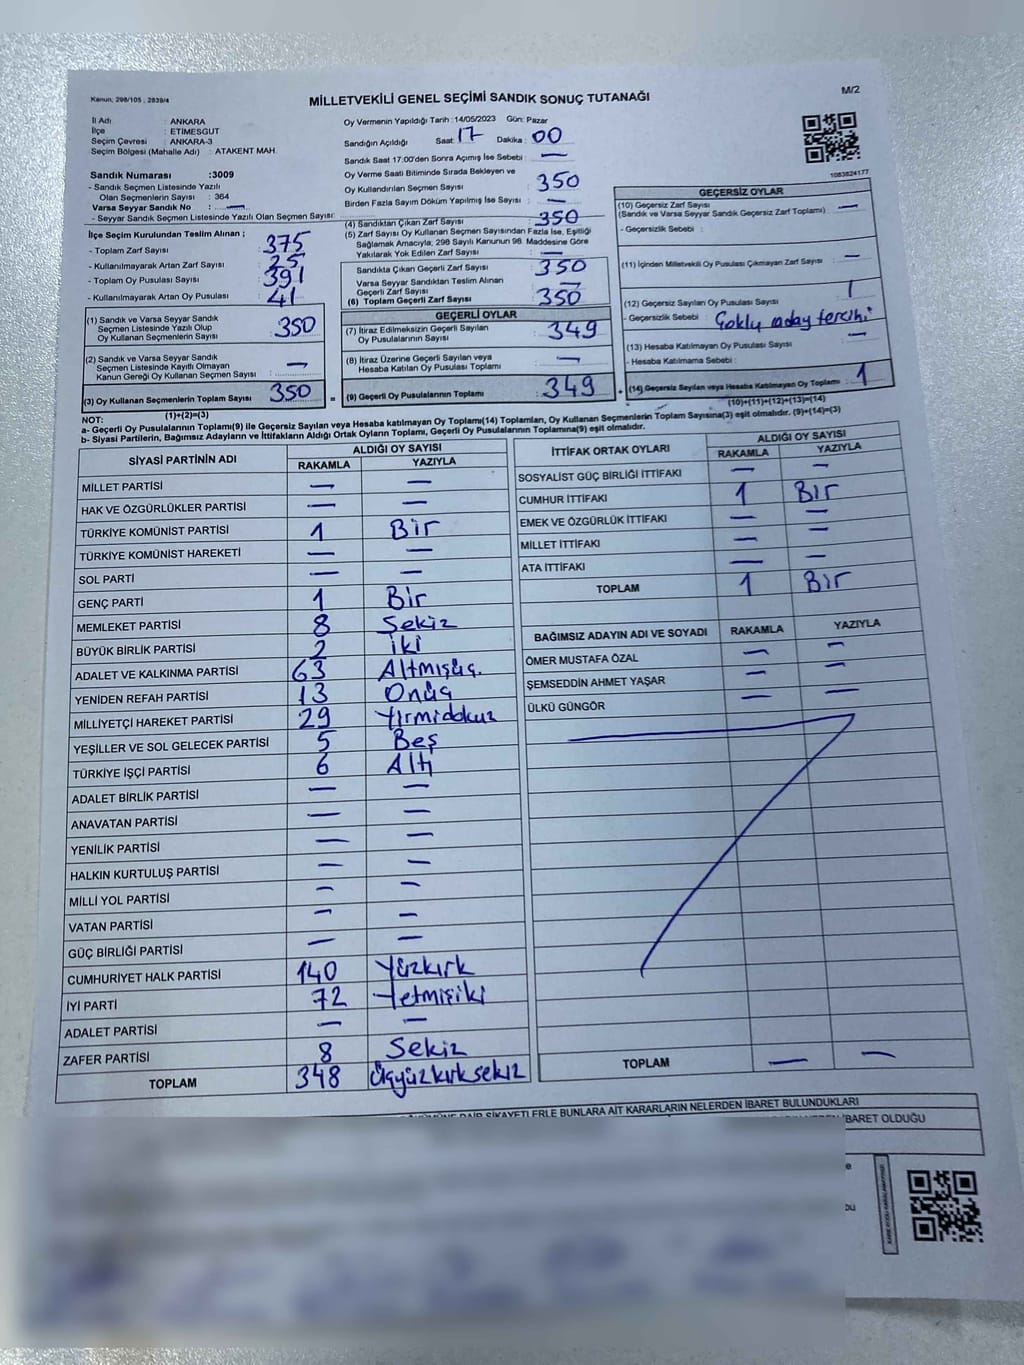 Kanun; 298/105 ; 2839/4
MİLLETVEKİLİ GENEL SEÇİMİ SANDIK SONUÇ TUTANAĞI
M/2
İl Adı : ANKARA
İlçe : ETİMESGUT
Seçim Çevresi : ANKARA-3
Seçim Bölgesi (Mahalle Adı) : ATAKENT MAH.
Sandık Numarası :3009
- Sandık Seçmen Listesinde Yazılı
Olan Seçmenlerin Sayısı : 364
Varsa Seyyar Sandık No : —
- Seyyar Sandık Seçmen Listesinde Yazılı Olan Seçmen Sayısı:
İlçe Seçim Kurulundan Teslim Alınan ;
- Toplam Zarf Sayısı : 375
- Kullanılmayarak Artan Zarf Sayısı : 25
- Toplam Oy Pusulası Sayısı : 391
- Kullanılmayarak Artan Oy Pusulası : 41
(1) Sandık ve Varsa Seyyar Sandık
Seçmen Listesinde Yazılı Olup
Oy Kullanan Seçmenlerin Sayısı : 350
(2) Sandık ve Varsa Seyyar Sandık
Seçmen Listesinde Kayıtlı Olmayan
Kanun Gereği Oy Kullanan Seçmen Sayısı : —
(3) Oy Kullanan Seçmenlerin Toplam Sayısı : 350
(1)+(2)=(3)
Oy Vermenin Yapıldığı Tarih :14/05/2023 Gün: Pazar
Sandığın Açıldığı Saat: 17 Dakika : 00
Sandık Saat 17:00'den Sonra Açılmış İse Sebebi : —
Oy Verme Saati Bitiminde Sırada Bekleyen ve
Oy Kullandırılan Seçmen Sayısı : 350
Birden Fazla Sayım Döküm Yapılmış İse Sayısı : —
(4) Sandıktan Çıkan Zarf Sayısı : 350
(5) Zarf Sayısı Oy Kullanan Seçmen Sayısından Fazla İse, Eşitliği
Sağlamak Amacıyla; 298 Sayılı Kanunun 98. Maddesine Göre
Yakılarak Yok Edilen Zarf Sayısı : —
Sandıkta Çıkan Geçerli Zarf Sayısı : 350
Varsa Seyyar Sandıktan Teslim Alınan
Geçerli Zarf Sayısı : —
(6) Toplam Geçerli Zarf Sayısı : 350
GEÇERLİ OYLAR
(7) İtiraz Edilmeksizin Geçerli Sayılan
Oy Pusulalarının Sayısı : 349
(8) İtiraz Üzerine Geçerli Sayılan veya
Hesaba Katılan Oy Pusulası Toplamı : —
= (9) Geçerli Oy Pusulalarının Toplamı : 349 +
1083824177
GEÇERSİZ OYLAR
(10) Geçersiz Zarf Sayısı : —
(Sandık ve Varsa Seyyar Sandık Geçersiz Zarf Toplamı)
- Geçersizlik Sebebi :
(11) İçinden Milletvekili Oy Pusulası Çıkmayan Zarf Sayısı : —
(12) Geçersiz Sayılan Oy Pusulası Sayısı : 1
- Geçersizlik Sebebi : Çoklu aday tercihi
(13) Hesaba Katılmayan Oy Pusulası Sayısı : —
- Hesaba Katılmama Sebebi :
(14) Geçersiz Sayılan veya Hesaba Katılmayan Oy Toplamı : 1
(10)+(11)+(12)+(13)=(14)
NOT:
a- Geçerli Oy Pusulalarının Toplamı(9) ile Geçersiz Sayılan veya Hesaba katılmayan Oy Toplamı(14) Toplamları, Oy Kullanan Seçmenlerin Toplam Sayısına(3) eşit olmalıdır. (9)+(14)=(3)
b- Siyasi Partilerin, Bağımsız Adayların ve İttifakların Aldığı Ortak Oyların Toplamı, Geçerli Oy Pusulalarının Toplamına(9) eşit olmalıdır.
SİYASİ PARTİNİN ADI ALDIĞI OY SAYISI
RAKAMLA YAZIYLA
MİLLET PARTİSİ — —
HAK VE ÖZGÜRLÜKLER PARTİSİ — —
TÜRKİYE KOMÜNİST PARTİSİ 1 Bir
TÜRKİYE KOMÜNİST HAREKETİ — —
SOL PARTİ — —
GENÇ PARTİ 1 Bir
MEMLEKET PARTİSİ 8 Sekiz
BÜYÜK BİRLİK PARTİSİ 2 İki
ADALET VE KALKINMA PARTİSİ 63 Altmışüç.
YENİDEN REFAH PARTİSİ 13 Onüç
MİLLİYETÇİ HAREKET PARTİSİ 29 Yirmidokuz
YEŞİLLER VE SOL GELECEK PARTİSİ 5 Beş
TÜRKİYE İŞÇİ PARTİSİ 6 Altı
ADALET BİRLİK PARTİSİ — —
ANAVATAN PARTİSİ — —
YENİLİK PARTİSİ — —
HALKIN KURTULUŞ PARTİSİ — —
MİLLİ YOL PARTİSİ — —
VATAN PARTİSİ — —
GÜÇ BİRLİĞİ PARTİSİ — —
CUMHURİYET HALK PARTİSİ 140 Yüzkırk
İYİ PARTİ 72 Yetmişiki
ADALET PARTİSİ — —
ZAFER PARTİSİ 8 Sekiz
TOPLAM 348 Üçyüzkırksekiz
İTTİFAK ORTAK OYLARI ALDIĞI OY SAYISI
RAKAMLA YAZIYLA
SOSYALİST GÜÇ BİRLİĞİ İTTİFAKI — —
CUMHUR İTTİFAKI 1 Bir
EMEK VE ÖZGÜRLÜK İTTİFAKI — —
MİLLET İTTİFAKI — —
ATA İTTİFAKI — —
TOPLAM 1 Bir
BAĞIMSIZ ADAYIN ADI VE SOYADI RAKAMLA YAZIYLA
ÖMER MUSTAFA ÖZAL — —
ŞEMSEDDİN AHMET YAŞAR — —
ÜLKÜ GÜNGÖR — —
TOPLAM — —
ŞİKAYETLERLE BUNLARA AİT KARARLARIN NELERDEN İBARET BULUNDUKLARI
İBARET OLDUĞU